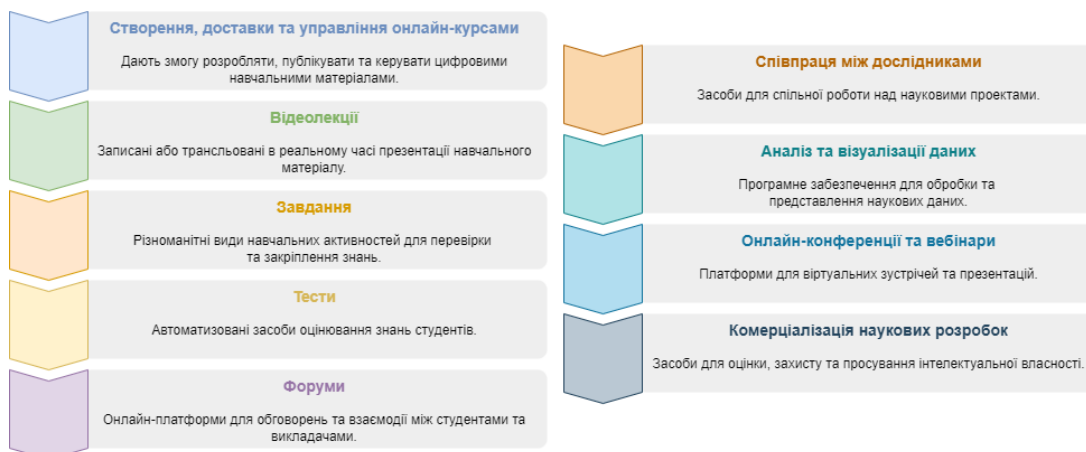 Створення, доставки та управління онлайн-курсами
Дають змогу розробляти, публікувати та керувати цифровими
навчальними матеріалами.
Відеолекції
Записані або трансльовані в реальному часі презентації навчального
матеріалу.
Завдання
Різноманітні види навчальних активностей для перевірки
та закріплення знань.
Тести
Автоматизовані засоби оцінювання знань студентів.
Форуми
Онлайн-платформи для обговорень та взаємодії між студентами та
викладачами.
Співпраця між дослідниками
Засоби для спільної роботи над науковими проектами.
Аналіз та візуалізації даних
Програмне забезпечення для обробки та
представлення наукових даних.
Онлайн-конференції та вебінари
Платформи для віртуальних зустрічей та презентацій.
Комерціалізація наукових розробок
Засоби для оцінки, захисту та просування інтелектуальної власності.